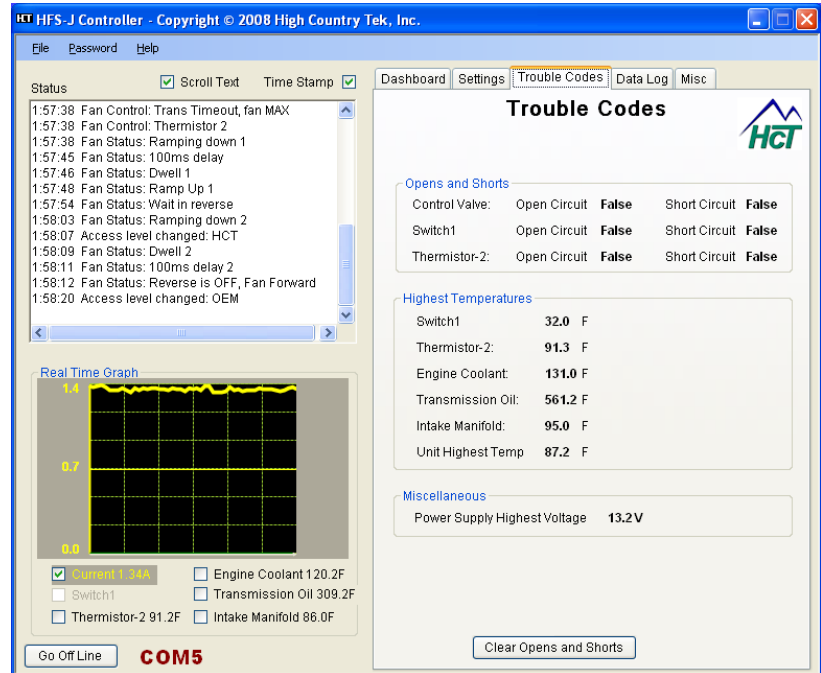 HCT HFS-J Controller - Copyright © 2008 High Country Tek, Inc.
File Password Help
Status Scroll Text Time Stamp
1:57:38 Fan Control: Trans Timeout, fan MAX
1:57:38 Fan Control: Thermistor 2
1:57:38 Fan Status: Ramping down 1
1:57:45 Fan Status: 100ms delay
1:57:46 Fan Status: Dwell 1
1:57:48 Fan Status: Ramp Up 1
1:57:54 Fan Status: Wait in reverse
1:58:03 Fan Status: Ramping down 2
1:58:07 Access level changed: HCT
1:58:09 Fan Status: Dwell 2
1:58:11 Fan Status: 100ms delay 2
1:58:12 Fan Status: Reverse is OFF, Fan Forward
1:58:20 Access level changed: OEM
Real Time Graph
1.4
0.7
0.0
Current 1.34A Engine Coolant 120.2F
Switch1 Transmission Oil 309.2F
Thermistor-2 91.2F Intake Manifold 86.0F
Go Off Line COM5
Dashboard Settings Trouble Codes Data Log Misc
Trouble Codes
HCT
Opens and Shorts
Control Valve: Open Circuit False Short Circuit False
Switch1 Open Circuit False Short Circuit False
Thermistor-2: Open Circuit False Short Circuit False
Highest Temperatures
Switch1 32.0 F
Thermistor-2: 91.3 F
Engine Coolant: 131.0 F
Transmission Oil: 561.2 F
Intake Manifold: 95.0 F
Unit Highest Temp 87.2 F
Miscellaneous
Power Supply Highest Voltage 13.2V
Clear Opens and Shorts